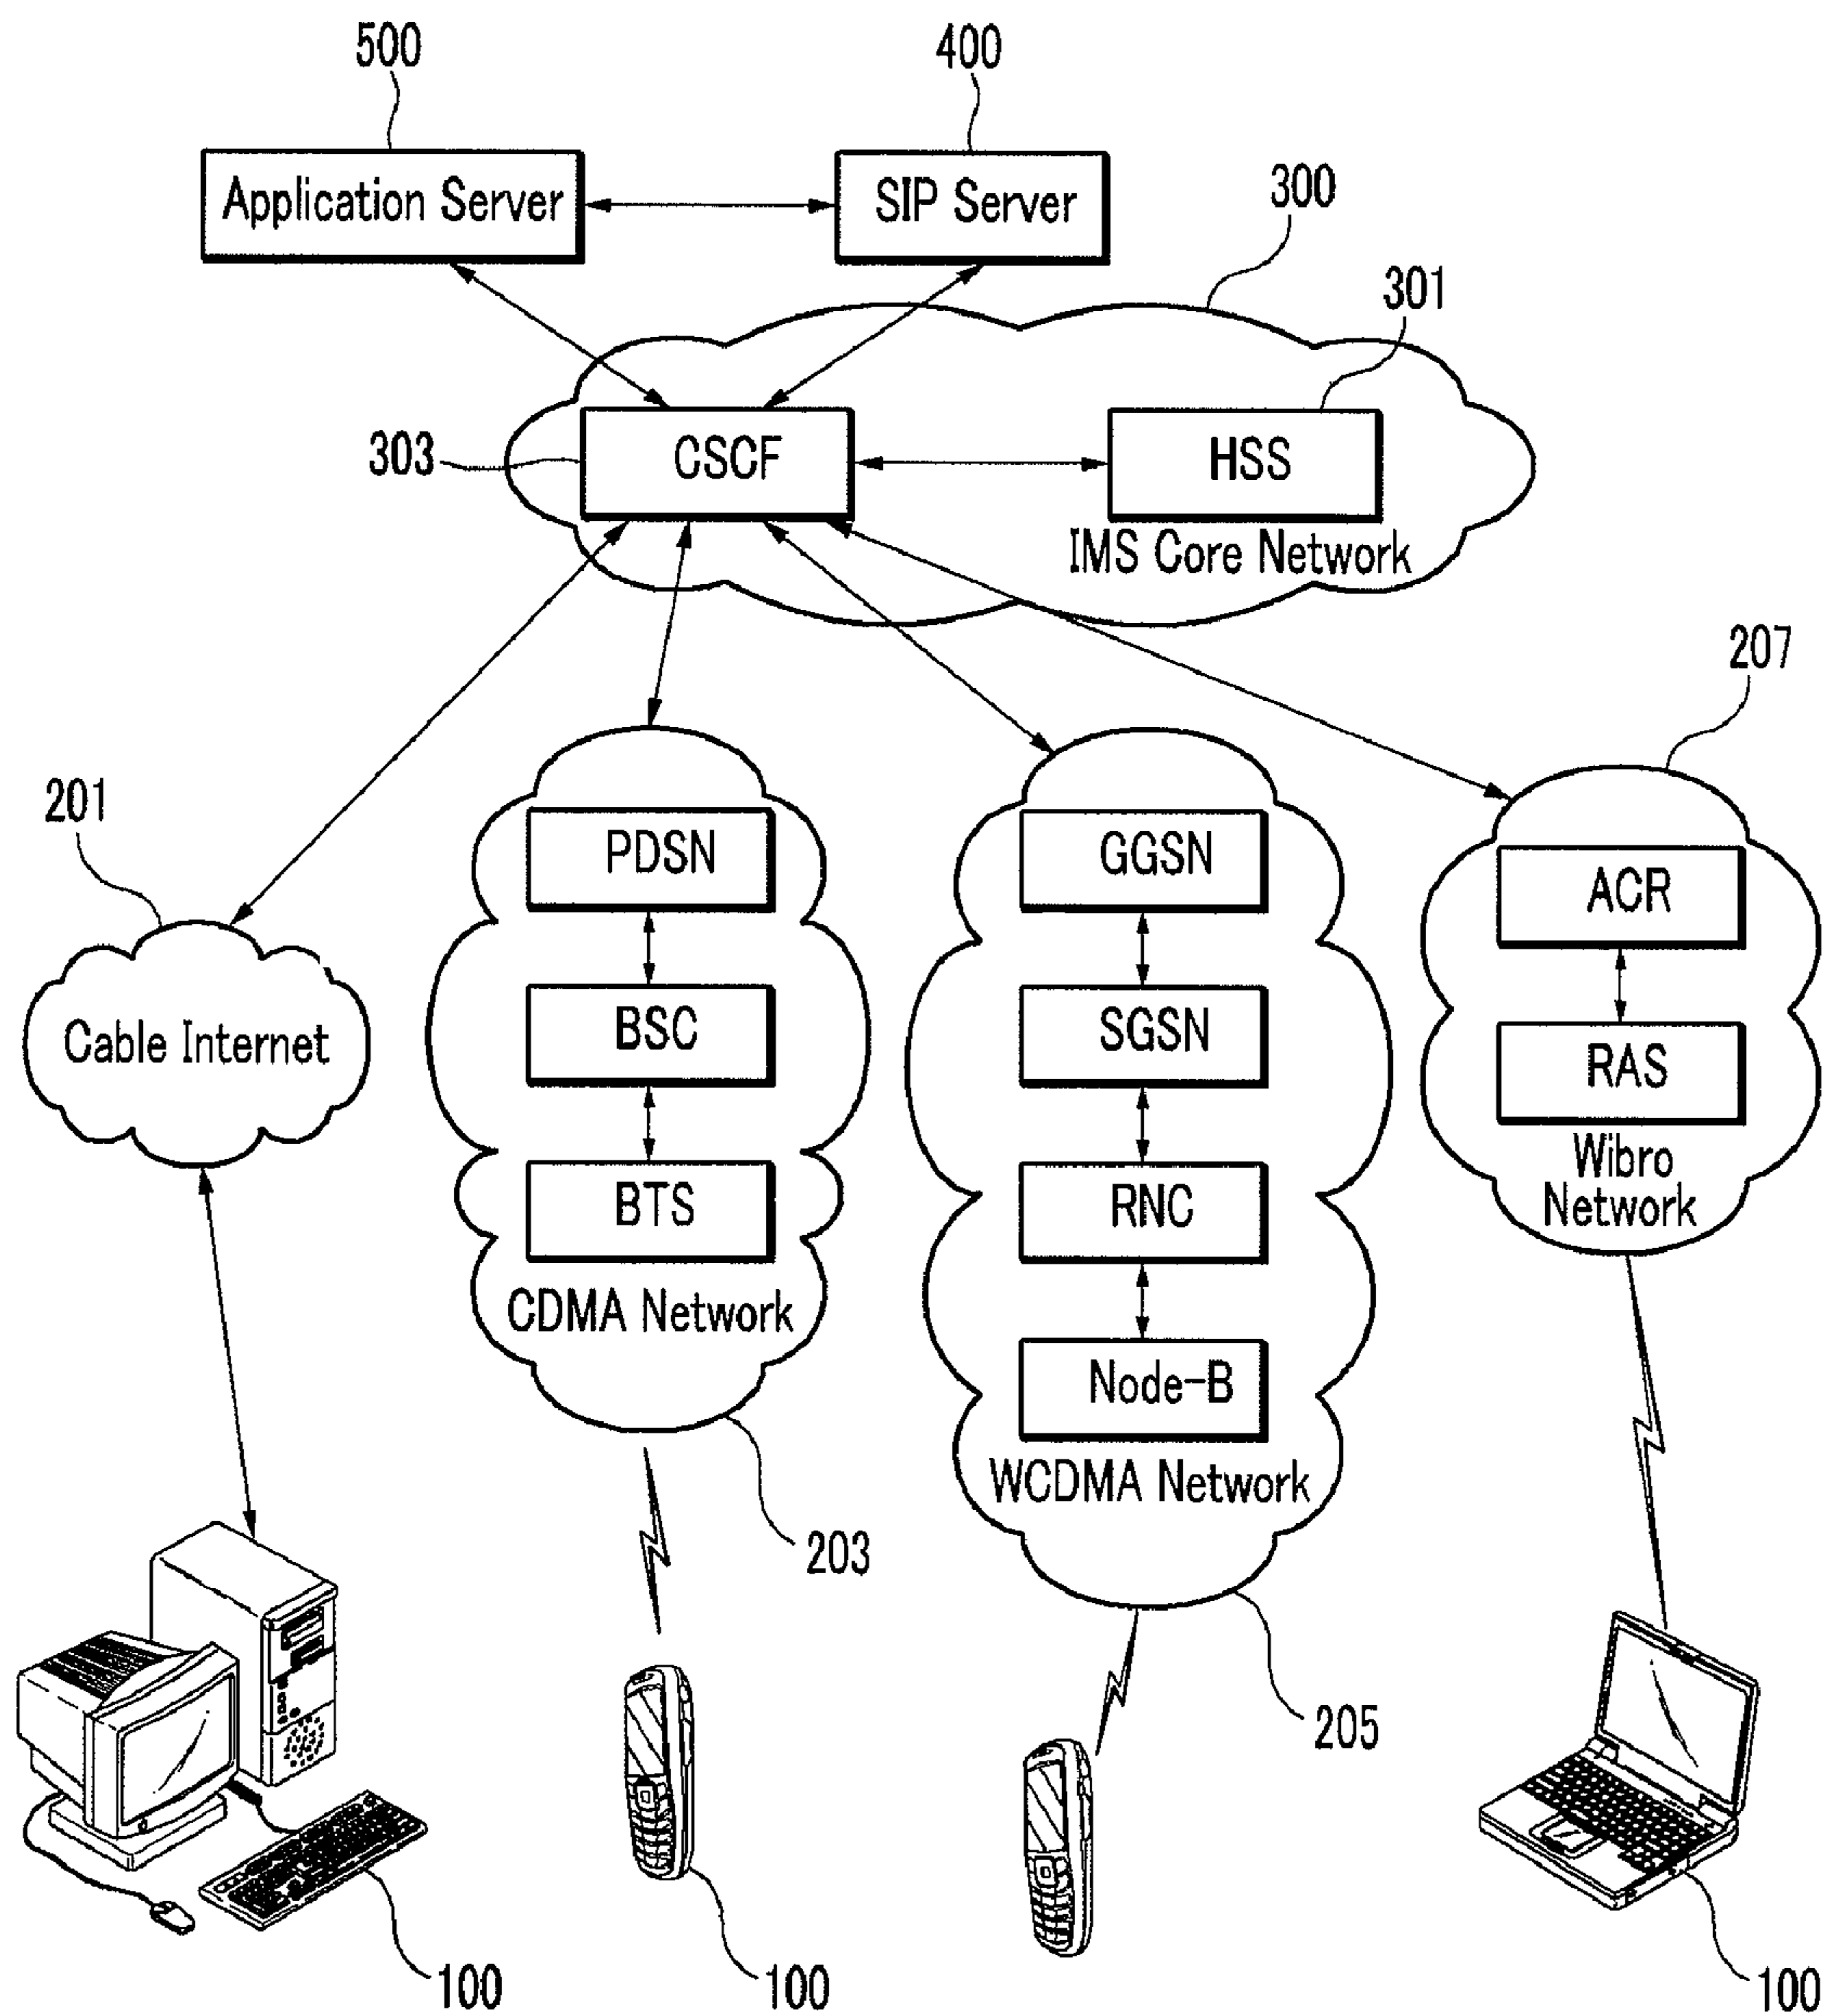 500
400
Application Server
SIP Server
300
301
303
CSCF
HSS
IMS Core Network
207
201
PDSN
GGSN
ACR
Cable Internet
BSC
SGSN
RAS
Wibro
Network
BTS
RNC
CDMA Network
Node-B
WCDMA Network
203
205
100
100
100